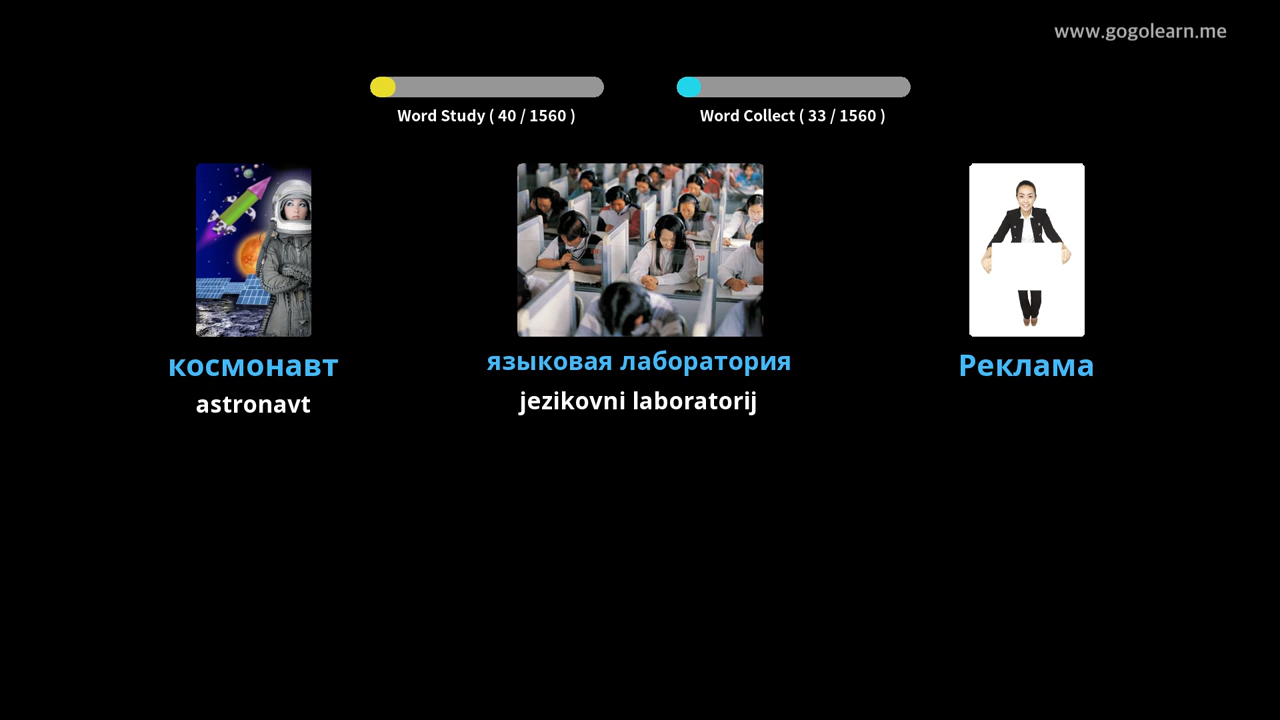 www.gogolearn.me
Word Study ( 40 / 1560 )
Word Collect ( 33 / 1560 )
космонавт
astronavt
языковая лаборатория
jezikovni laboratorij
Реклама